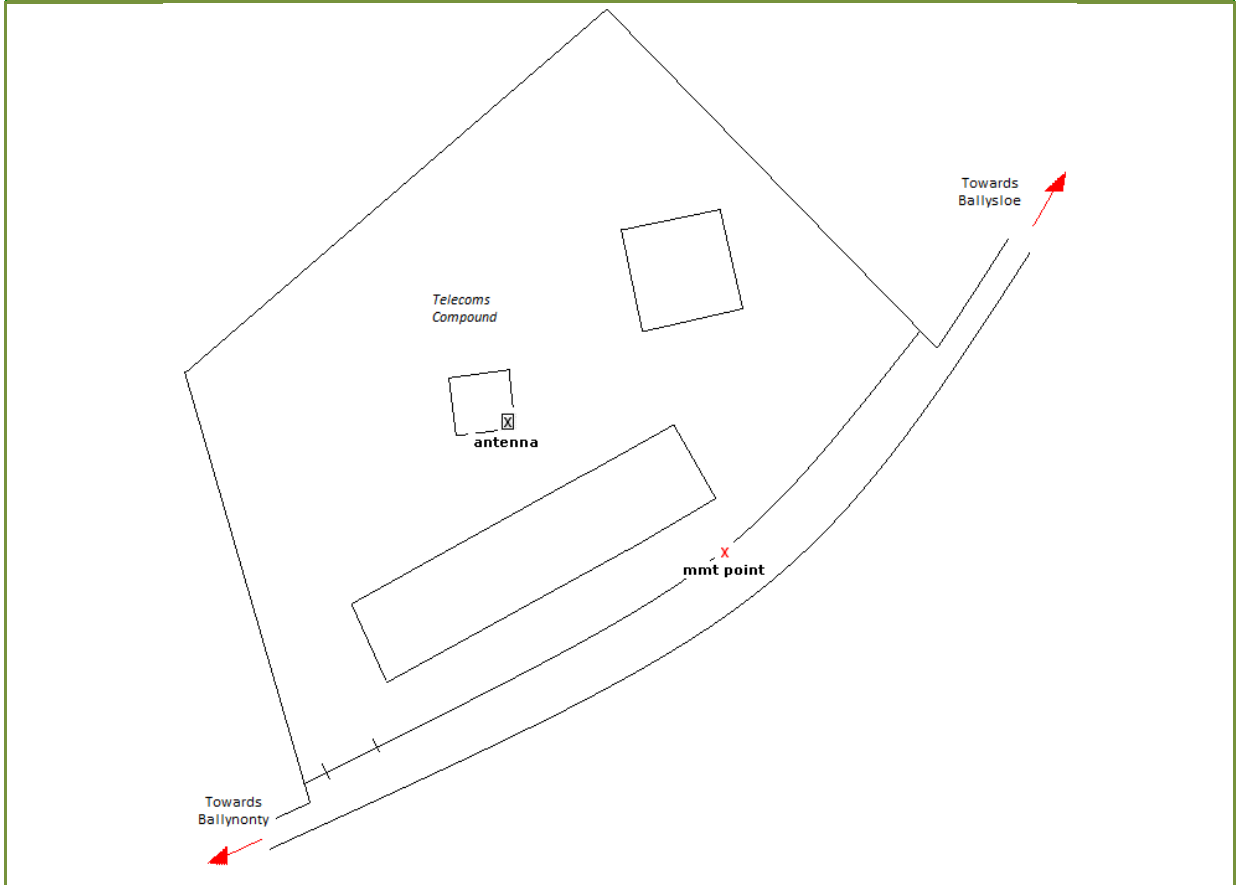 Towards
Ballysloe
Telecoms
Compound
X
antenna
X
mmt point
Towards
Ballynonty